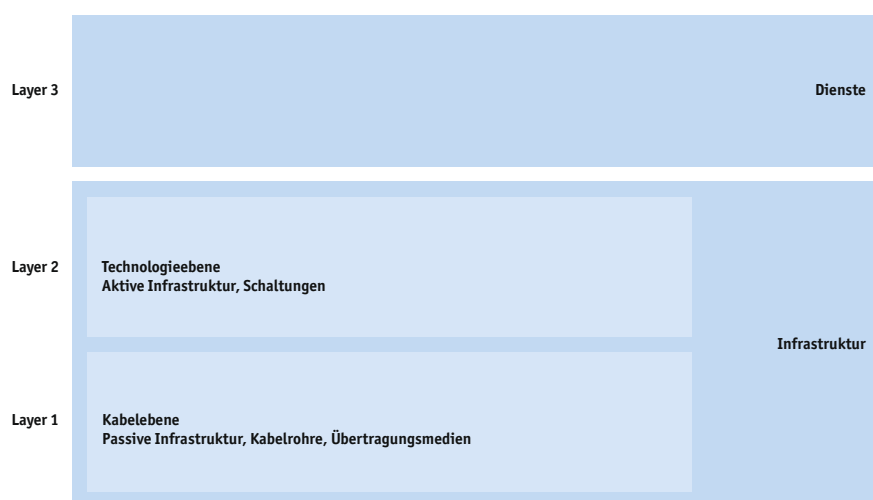 Layer 3
Dienste
Layer 2
Technologieebene
Aktive Infrastruktur, Schaltungen
Infrastruktur
Layer 1
Kabelebene
Passive Infrastruktur, Kabelrohre, Übertragungsmedien